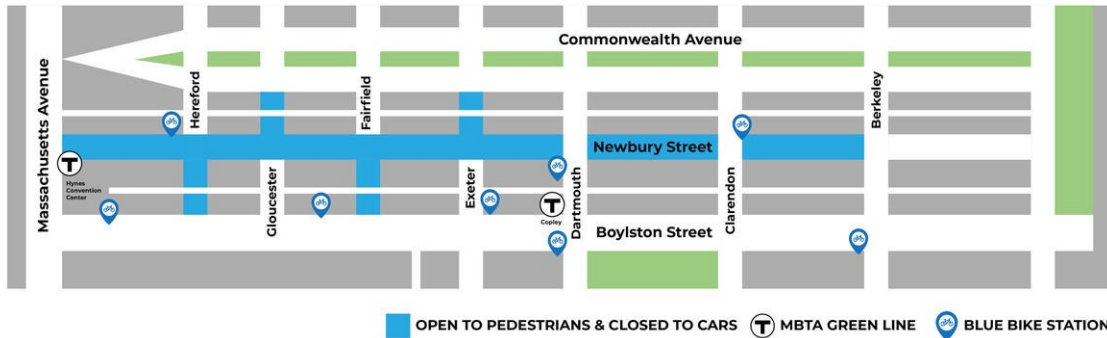 Commonwealth Avenue
Massachusetts Avenue
Hereford
Fairfield
Berkeley
Newbury Street
Hynes
Convention
Center
T
Gloucester
Exeter
T
Copley
Dartmouth
Clarendon
Boylston Street
OPEN TO PEDESTRIANS & CLOSED TO CARS
T
MBTA GREEN LINE
BLUE BIKE STATION